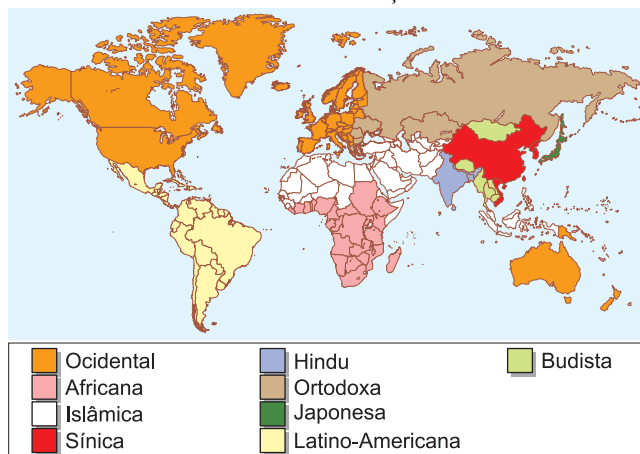 Ocidental
Africana
Islâmica
Sínica
Hindu
Ortodoxa
Japonesa
Latino-Americana
Budista